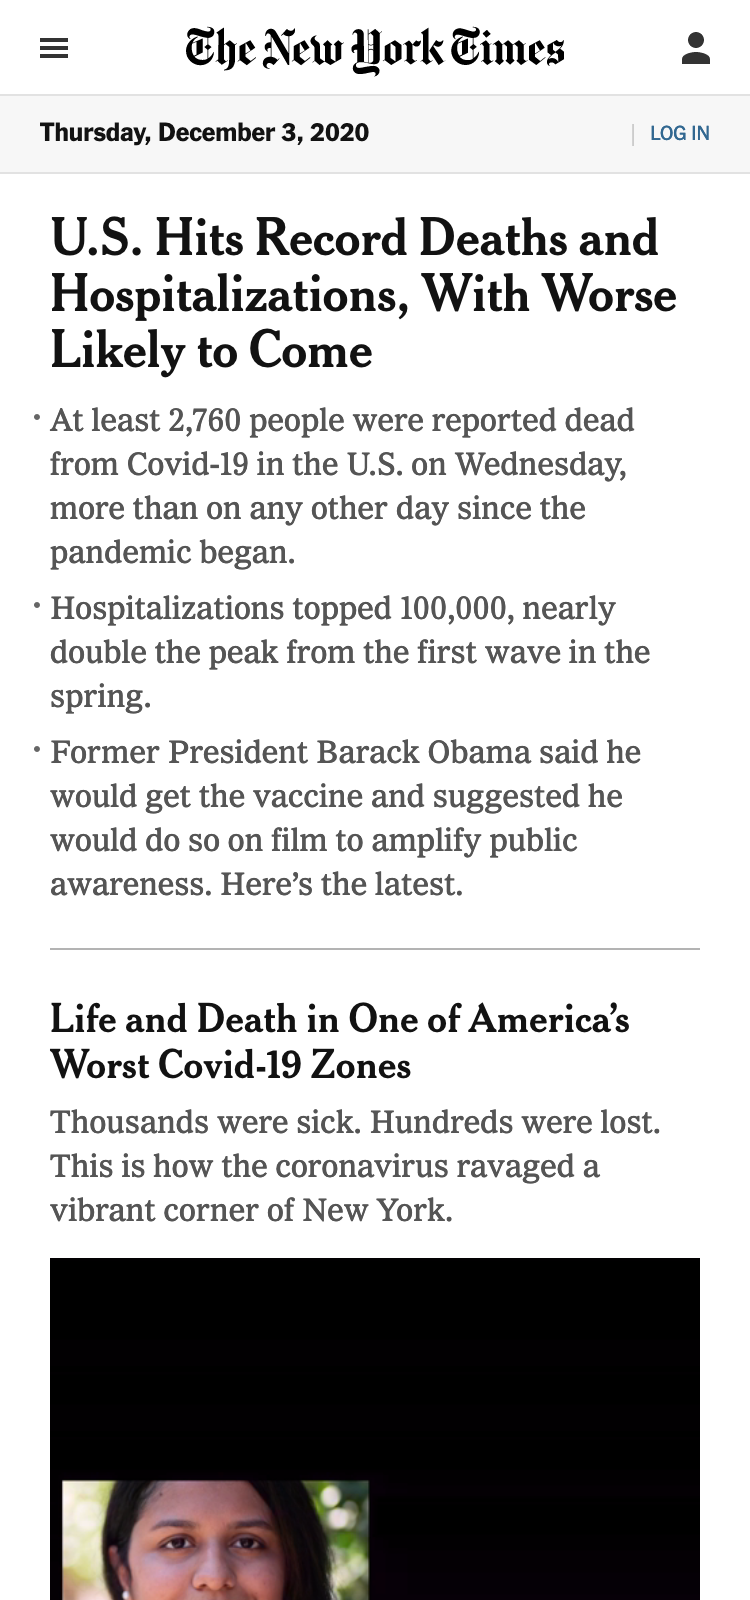 The New York Times
Thursday, December 3, 2020
LOG IN
U.S. Hits Record Deaths and
Hospitalizations, With Worse
Likely to Come
· At least 2,760 people were reported dead
from Covid-19 in the U.S. on Wednesday,
more than on any other day since the
pandemic began.
· Hospitalizations topped 100,000, nearly
double the peak from the first wave in the
spring.
· Former President Barack Obama said he
would get the vaccine and suggested he
would do so on film to amplify public
awareness. Here’s the latest.
Life and Death in One of America’s
Worst Covid-19 Zones
Thousands were sick. Hundreds were lost.
This is how the coronavirus ravaged a
vibrant corner of New York.